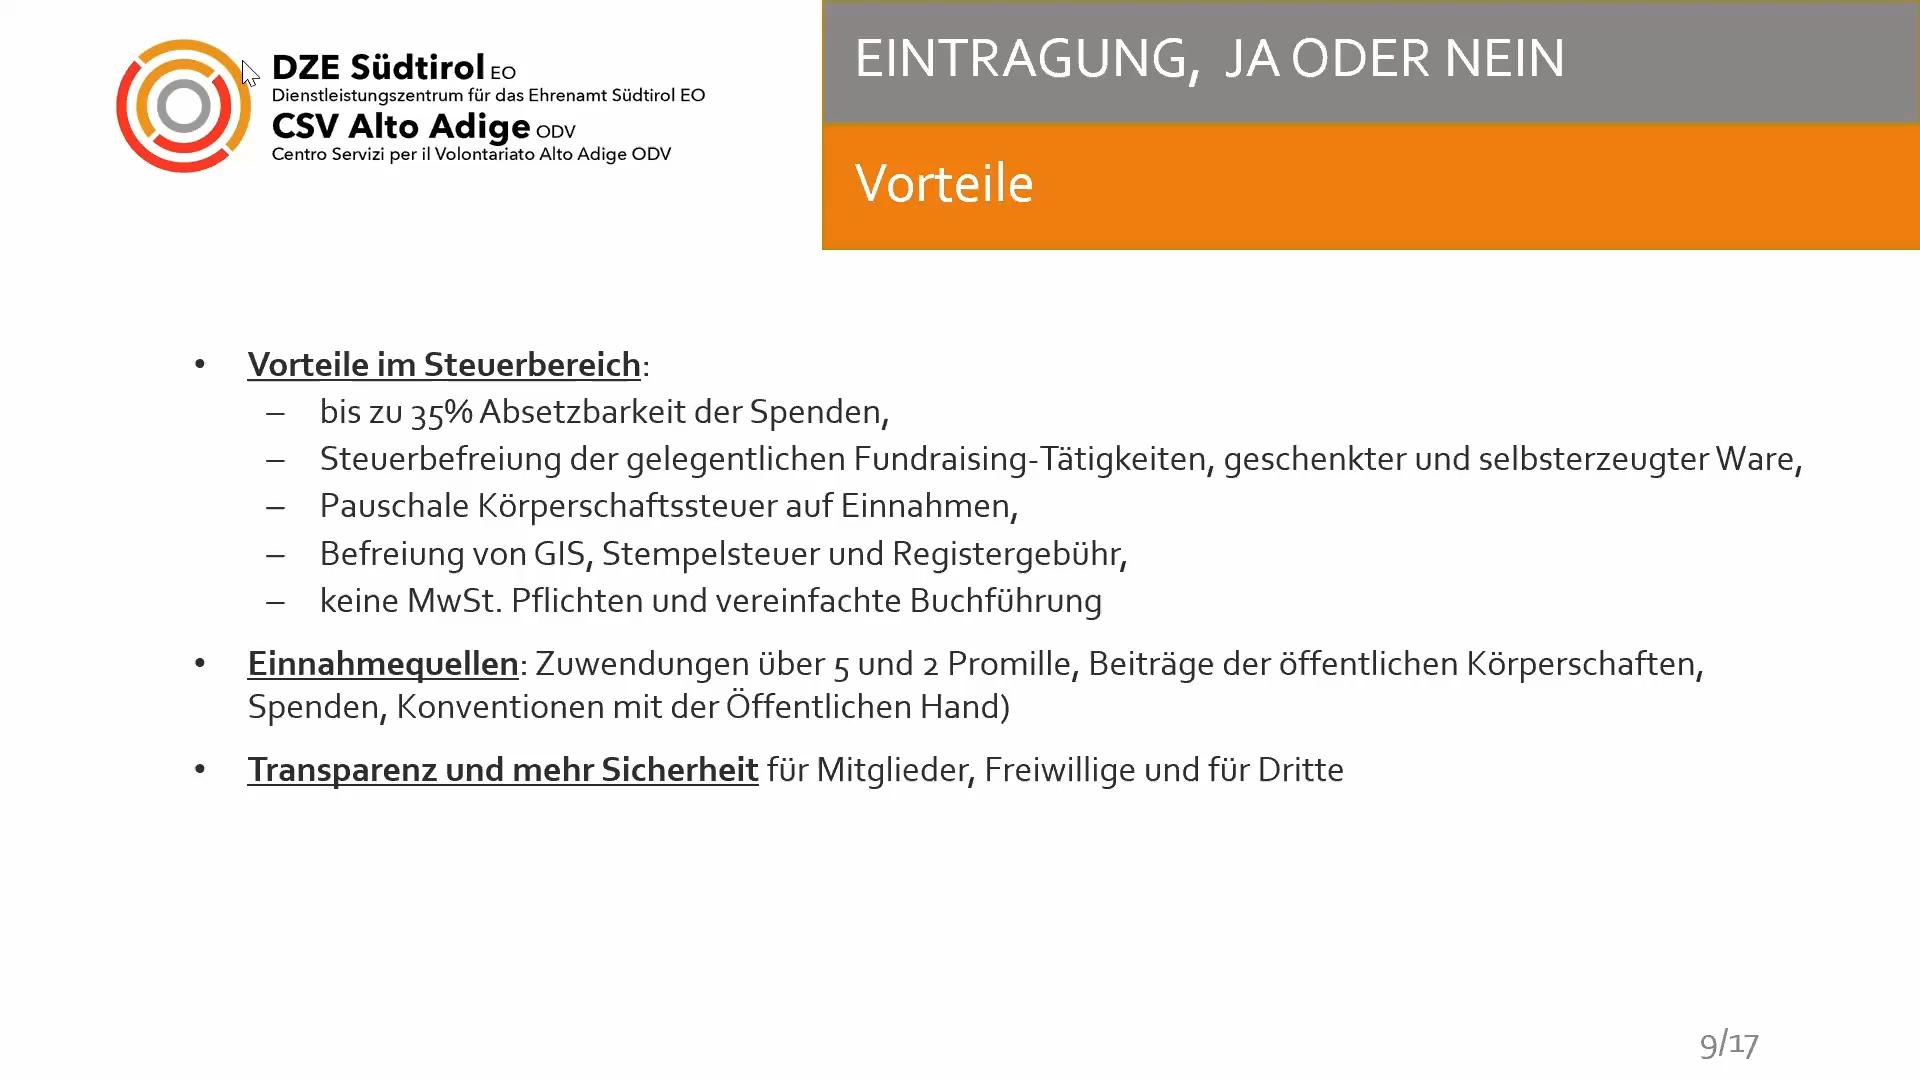 DZE Südtirol EO
Dienstleistungszentrum für das Ehrenamt Südtirol EO
CSV Alto Adige ODV
Centro Servizi per il Volontariato Alto Adige ODV
EINTRAGUNG, JA ODER NEIN
Vorteile
• Vorteile im Steuerbereich:
– bis zu 35% Absetzbarkeit der Spenden,
– Steuerbefreiung der gelegentlichen Fundraising-Tätigkeiten, geschenkter und selbsterzeugter Ware,
– Pauschale Körperschaftssteuer auf Einnahmen,
– Befreiung von GIS, Stempelsteuer und Registergebühr,
– keine MwSt. Pflichten und vereinfachte Buchführung
• Einnahmequellen: Zuwendungen über 5 und 2 Promille, Beiträge der öffentlichen Körperschaften,
Spenden, Konventionen mit der Öffentlichen Hand)
• Transparenz und mehr Sicherheit für Mitglieder, Freiwillige und für Dritte
9/17